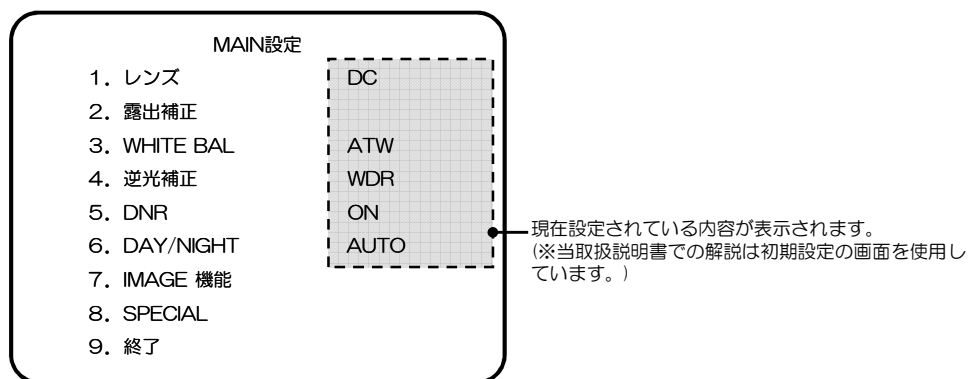 MAIN設定
1. レンズ DC
2. 露出補正
3. WHITE BAL ATW
4. 逆光補正 WDR
5. DNR ON
6. DAY/NIGHT AUTO
7. IMAGE 機能
8. SPECIAL
9. 終了
現在設定されている内容が表示されます。
(※当取扱説明書での解説は初期設定の画面を使用し
ています。)